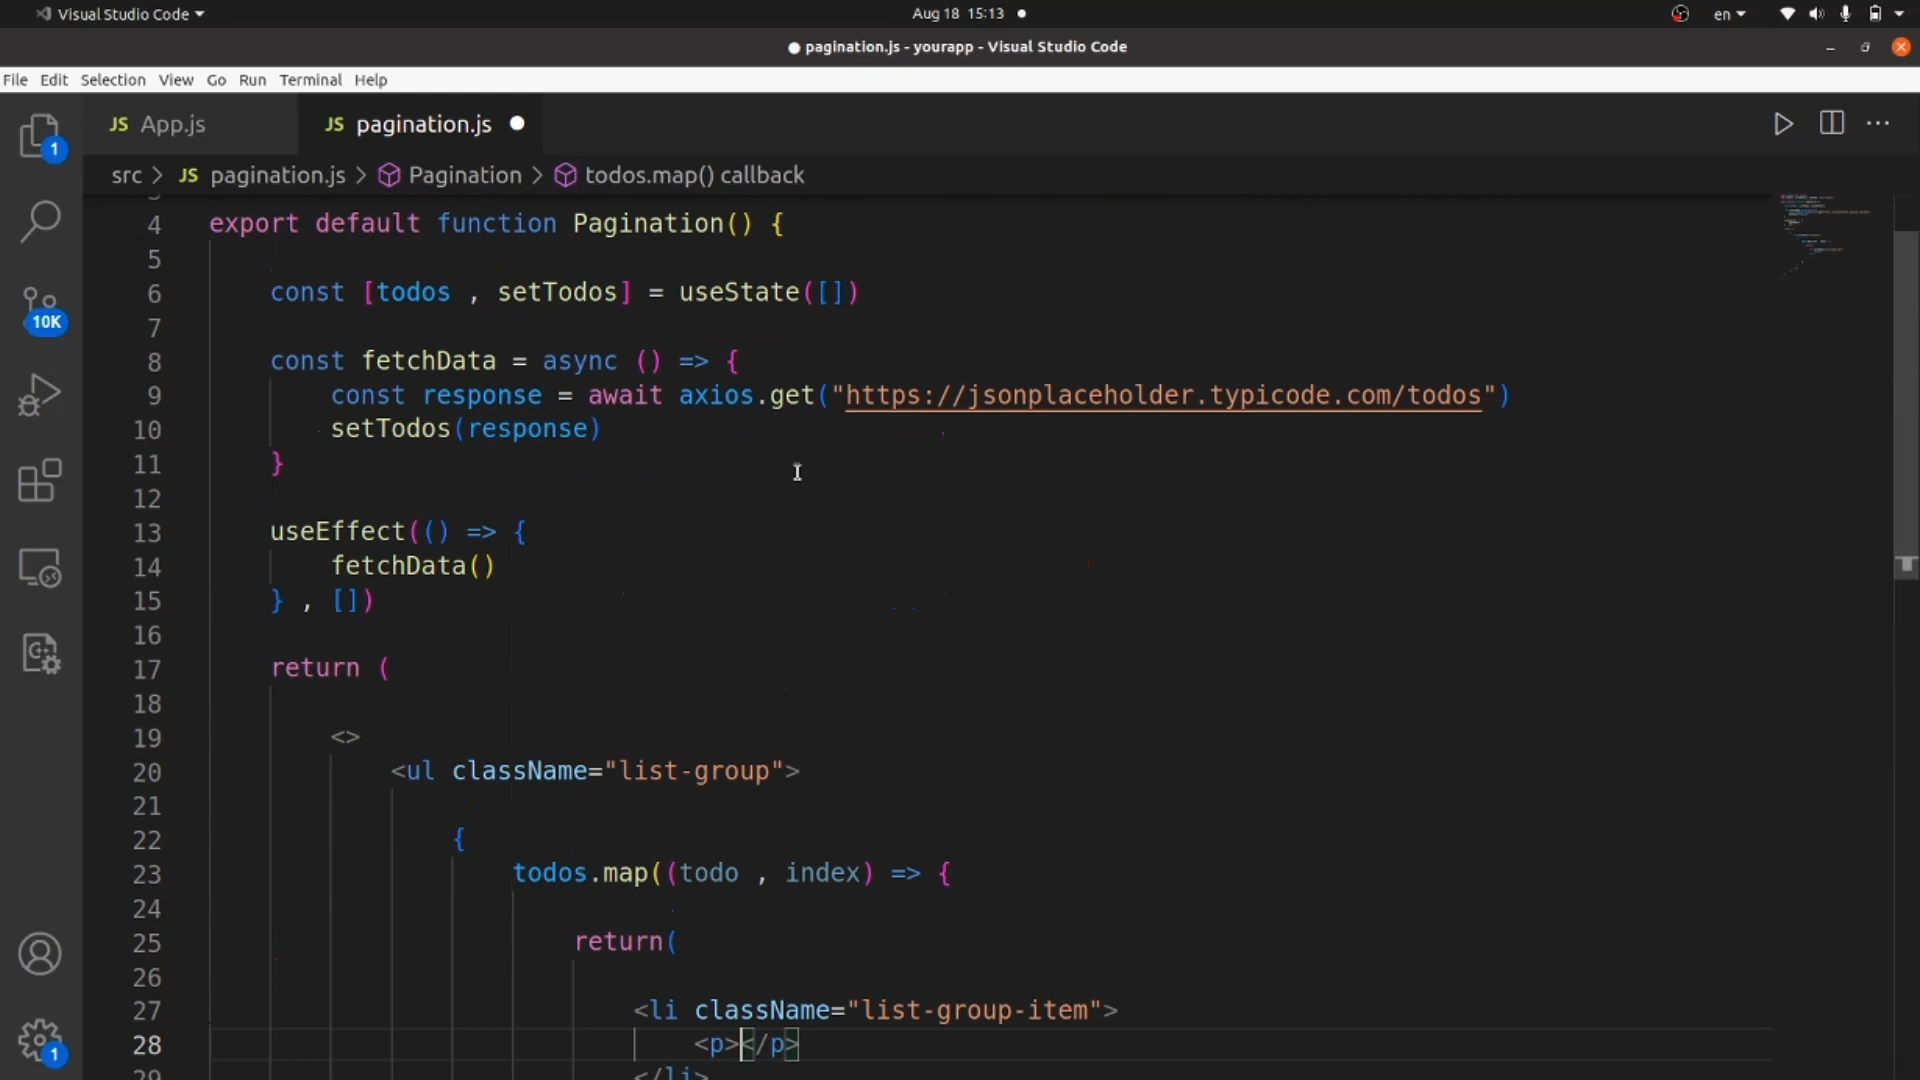 Visual Studio Code
Aug 18 15:13
en
pagination.js - yourapp - Visual Studio Code
File Edit Selection View Go Run Terminal Help
1
JS App.js
JS pagination.js
src > JS pagination.js > Pagination > todos.map() callback
4 export default function Pagination() {
5
6 const [todos , setTodos] = useState([])
7
8 const fetchData = async () => {
9 const response = await axios.get("https://jsonplaceholder.typicode.com/todos")
10 setTodos(response)
11 }
12
13 useEffect(() => {
14 fetchData()
15 } , [])
16
17 return (
18
19 <>
20 <ul className="list-group">
21
22 {
23 todos.map((todo , index) => {
24
25 return(
26
27 <li className="list-group-item">
28 <p></p>
29 </li>
10K
1